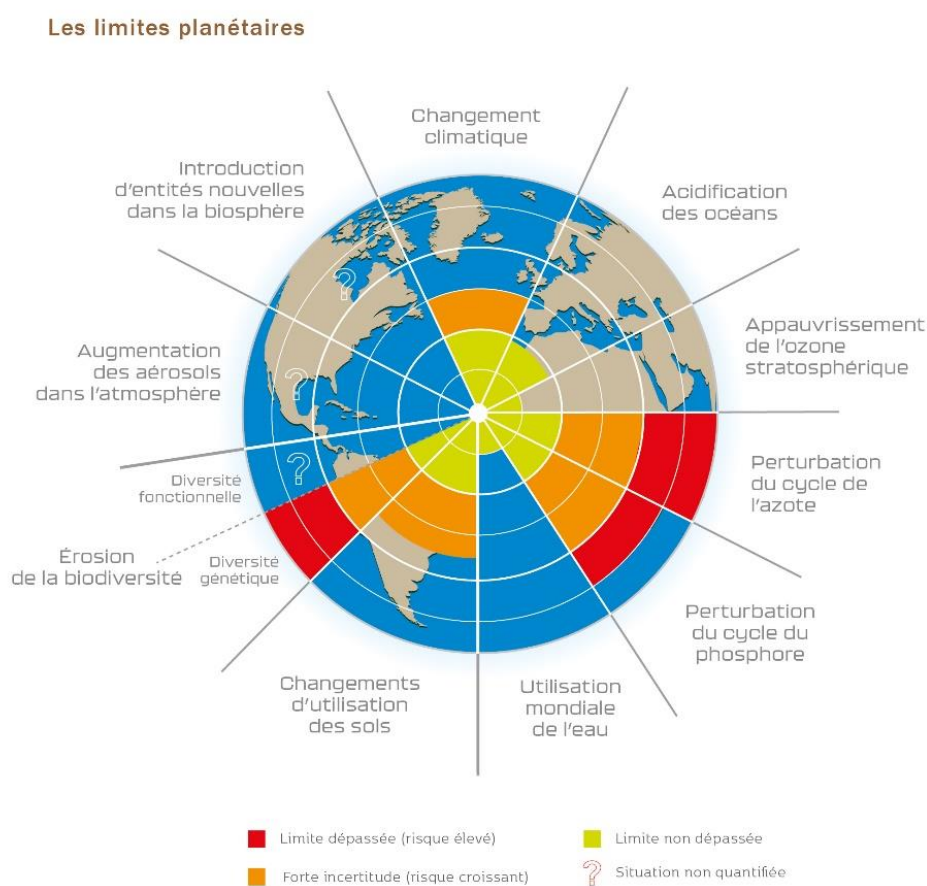 Les limites planétaires
Changement
climatique
Introduction
d'entités nouvelles
dans la biosphère
Acidification
des océans
?
Augmentation
des aérosols
dans l'atmosphère
?
Appauvrissement
de l'ozone
stratosphérique
?
Diversité
fonctionnelle
Perturbation
du cycle de
l'azote
Érosion
de la biodiversité
Diversité
génétique
Perturbation
du cycle du
phosphore
Changements
d'utilisation
des sols
Utilisation
mondiale
de l'eau
Limite dépassée (risque élevé)
Limite non dépassée
Forte incertitude (risque croissant)
? Situation non quantifiée